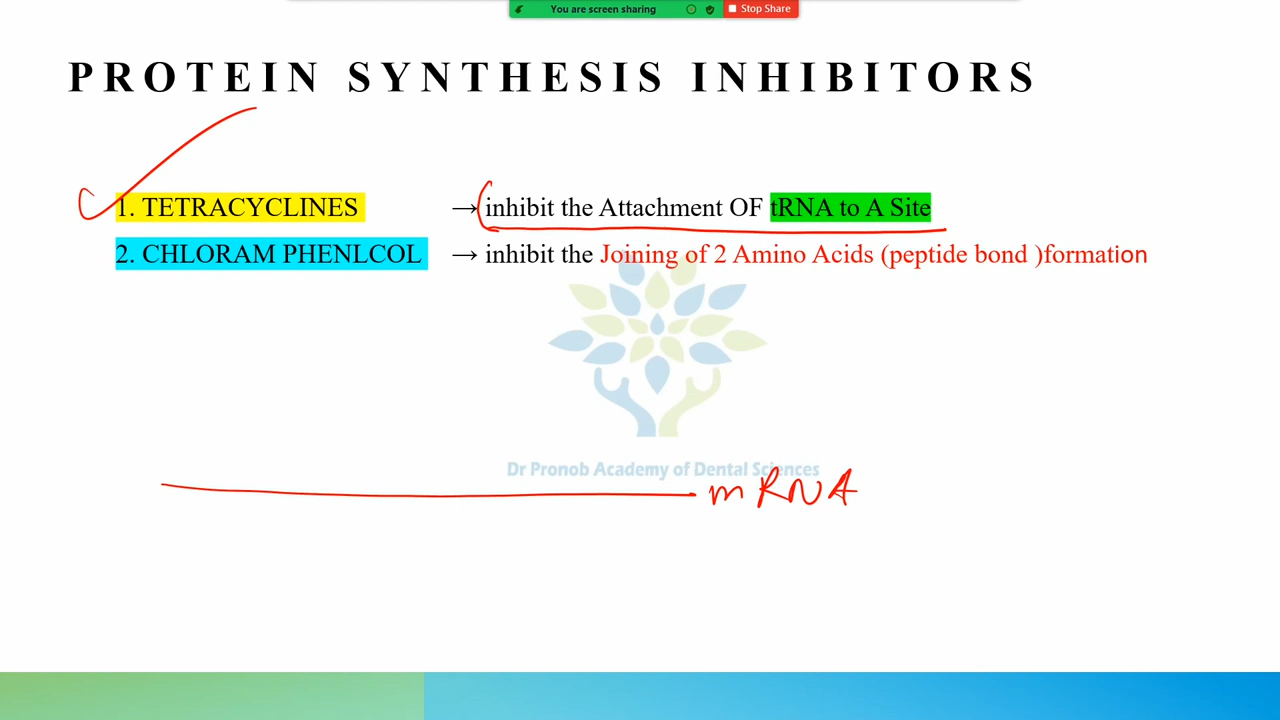 You are screen sharing Stop Share
PROTEIN SYNTHESIS INHIBITORS
1. TETRACYCLINES → inhibit the Attachment OF tRNA to A Site
2. CHLORAM PHENLCOL → inhibit the Joining of 2 Amino Acids (peptide bond )formation
Dr Pronob Academy of Dental Sciences
mRNA